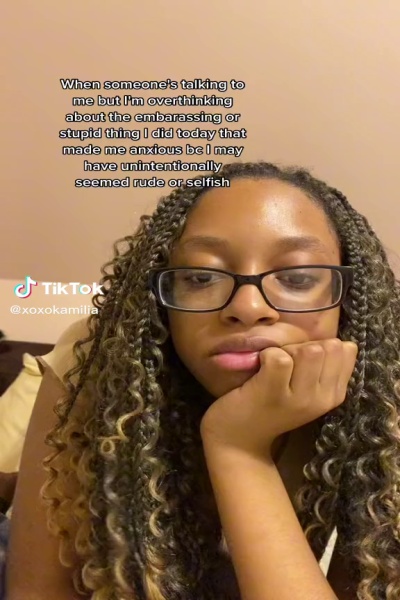 When someone's talking to
me but I'm overthinking
about the embarassing or
stupid thing I did today that
made me anxious bc I may
have unintentionally
seemed rude or selfish
TikTok
@xoxokamilja